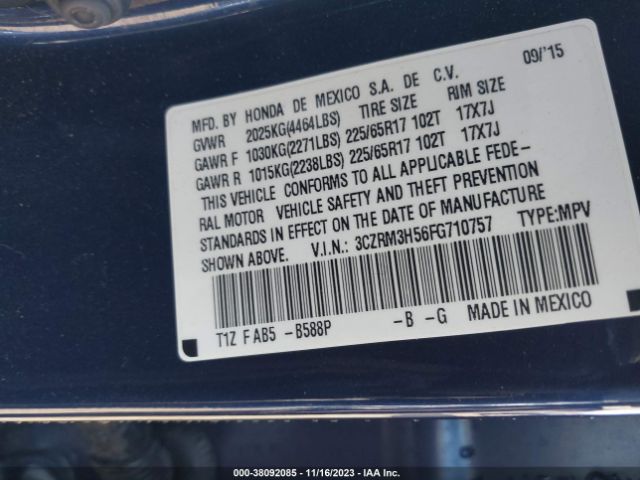 MFD BY HONDA DE MEXICO S.A. DE C.V. 09/'15
GVWR 2025KG(4464LBS) TIRE SIZE RIM SIZE
GAWR F 1030KG(2271LBS) 225/65R17 102T 17X7J
GAWR R 1015KG(2238LBS) 225/65R17 102T 17X7J
THIS VEHICLE CONFORMS TO ALL APPLICABLE FEDE-
RAL MOTOR VEHICLE SAFETY AND THEFT PREVENTION
STANDARDS IN EFFECT ON THE DATE OF MANUFACTURE
SHOWN ABOVE. V.I.N.: 3CZRM3H56FG710757 TYPE:MPV
T1Z F AB5 -B588P -B -G MADE IN MEXICO
000-38092085 - 11/16/2023 - IAA Inc.